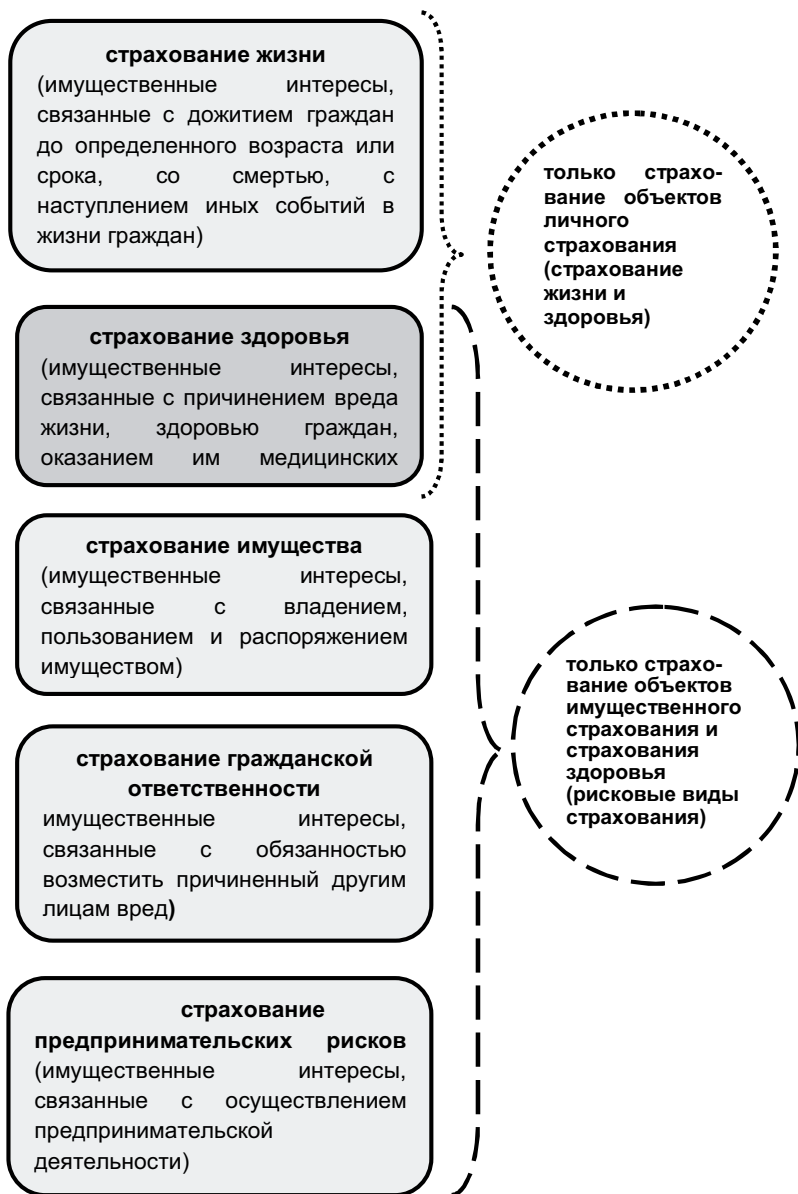 страхование жизни
(имущественные интересы,
связанные с дожитием граждан
до определенного возраста или
срока, со смертью, с
наступлением иных событий в
жизни граждан)
только страхо-
вание объектов
личного
страхования
(страхование
жизни и
здоровья)
страхование здоровья
(имущественные интересы,
связанные с причинением вреда
жизни, здоровью граждан,
оказанием им медицинских
страхование имущества
(имущественные интересы,
связанные с владением,
пользованием и распоряжением
имуществом)
только страхо-
вание объектов
имущественного
страхования и
страхования
здоровья
(рисковые виды
страхования)
страхование гражданской
ответственности
имущественные интересы,
связанные с обязанностью
возместить причиненный другим
лицам вред)
страхование
предпринимательских рисков
(имущественные интересы,
связанные с осуществлением
предпринимательской
деятельности)